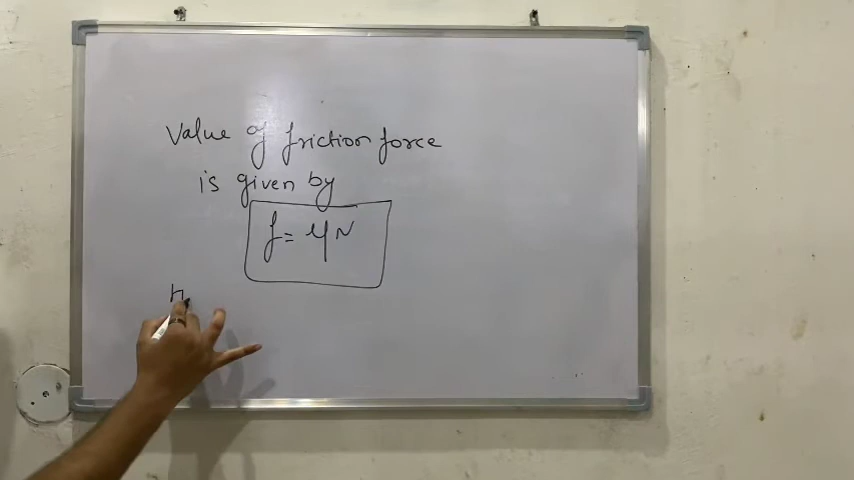 Value of friction force
is given by
f = μN